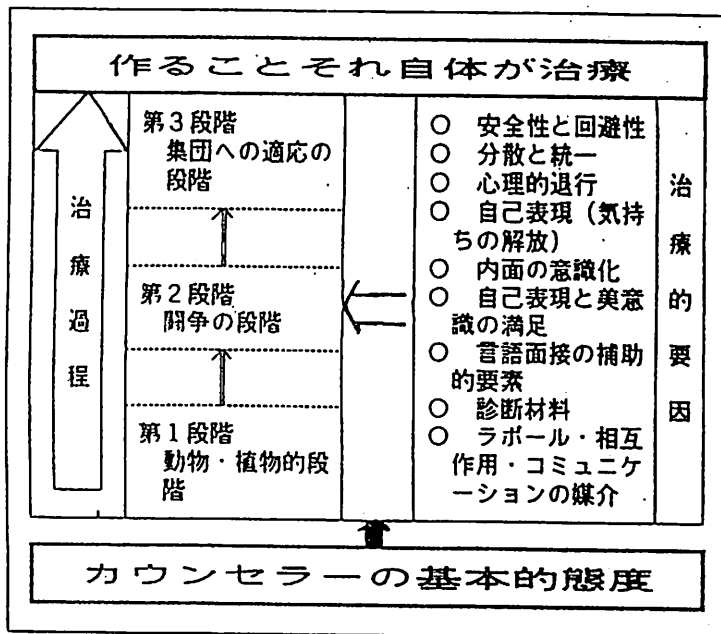 作ることそれ自体が治療
治療過程
第3段階
集団への適応の
段階
第2段階
闘争の段階
第1段階
動物・植物的段
階
○ 安全性と回避性
○ 分散と統一
○ 心理的退行
○ 自己表現（気持
ちの解放）
○ 内面の意識化
○ 自己表現と美意
識の満足
○ 言語面接の補助
的要素
○ 診断材料
○ ラポール・相互
作用・コミュニケ
ーションの媒介
治療的要因
カウンセラーの基本的態度